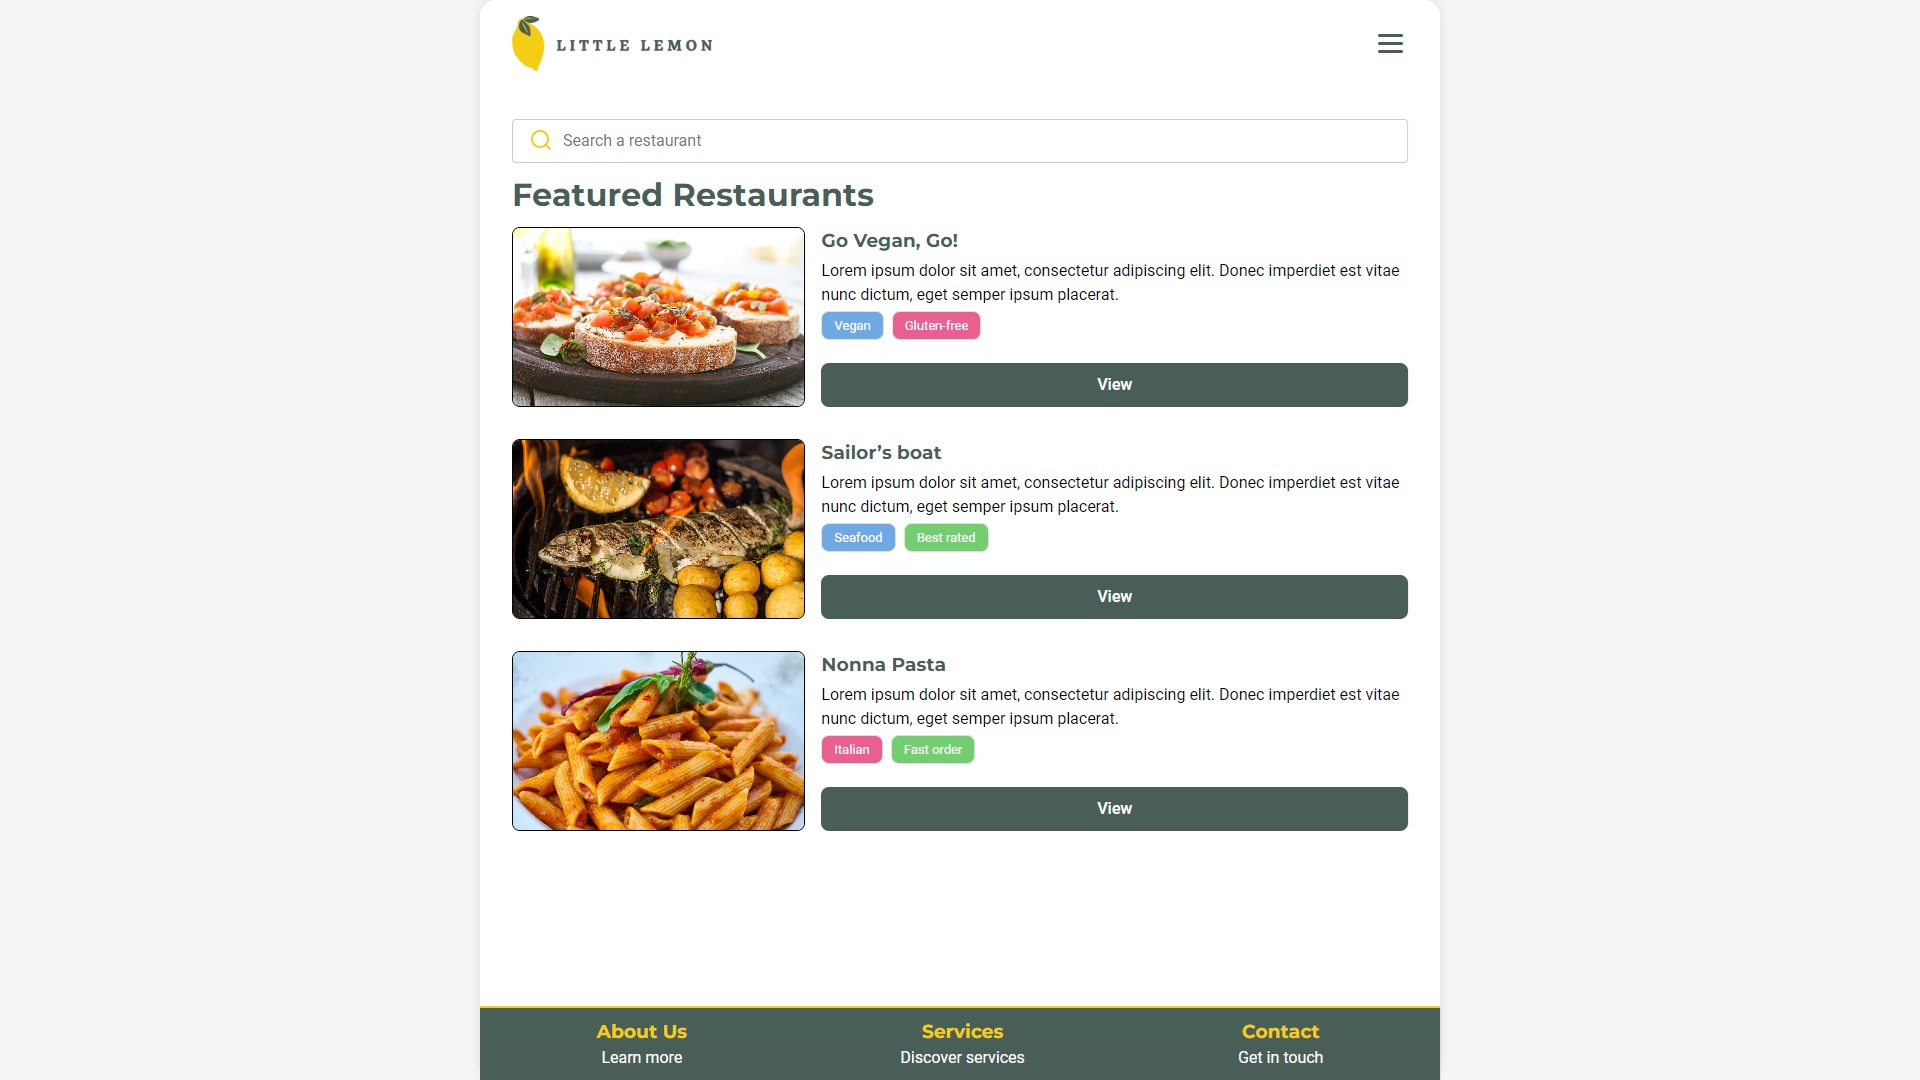 LITTLE LEMON
Search a restaurant
Featured Restaurants
Go Vegan, Go!
Lorem ipsum dolor sit amet, consectetur adipiscing elit. Donec imperdiet est vitae
nunc dictum, eget semper ipsum placerat.
Vegan Gluten-free
View
Sailor’s boat
Lorem ipsum dolor sit amet, consectetur adipiscing elit. Donec imperdiet est vitae
nunc dictum, eget semper ipsum placerat.
Seafood Best rated
View
Nonna Pasta
Lorem ipsum dolor sit amet, consectetur adipiscing elit. Donec imperdiet est vitae
nunc dictum, eget semper ipsum placerat.
Italian Fast order
View
About Us Services Contact
Learn more Discover services Get in touch